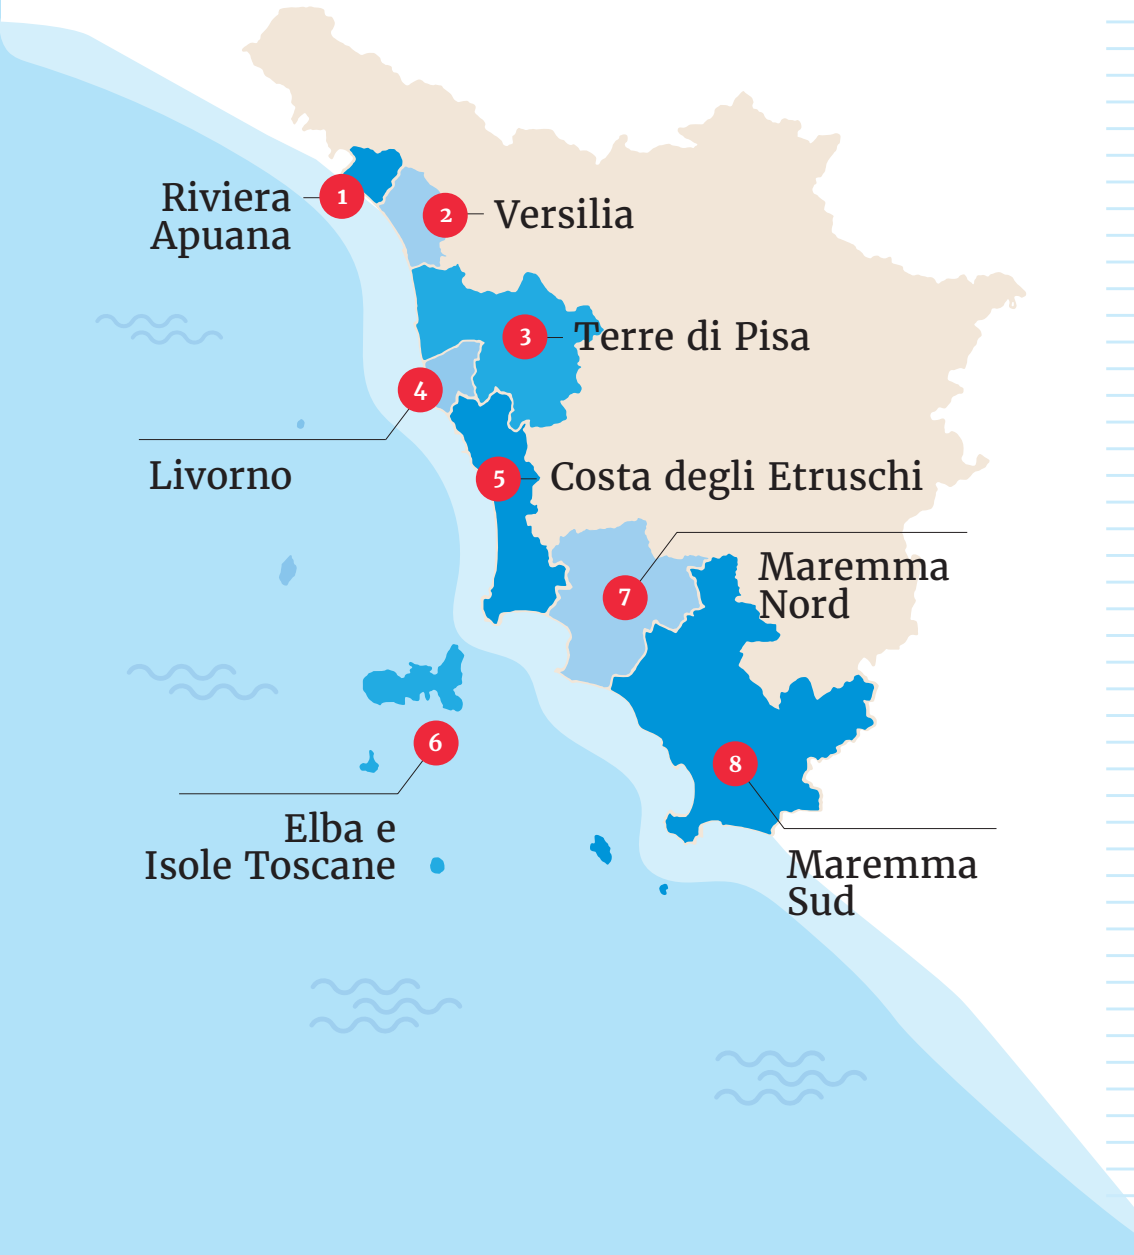 1
Riviera
Apuana
2
Versilia
3
Terre di Pisa
4
Livorno
5
Costa degli Etruschi
7
Maremma
Nord
6
Elba e
Isole Toscane
8
Maremma
Sud